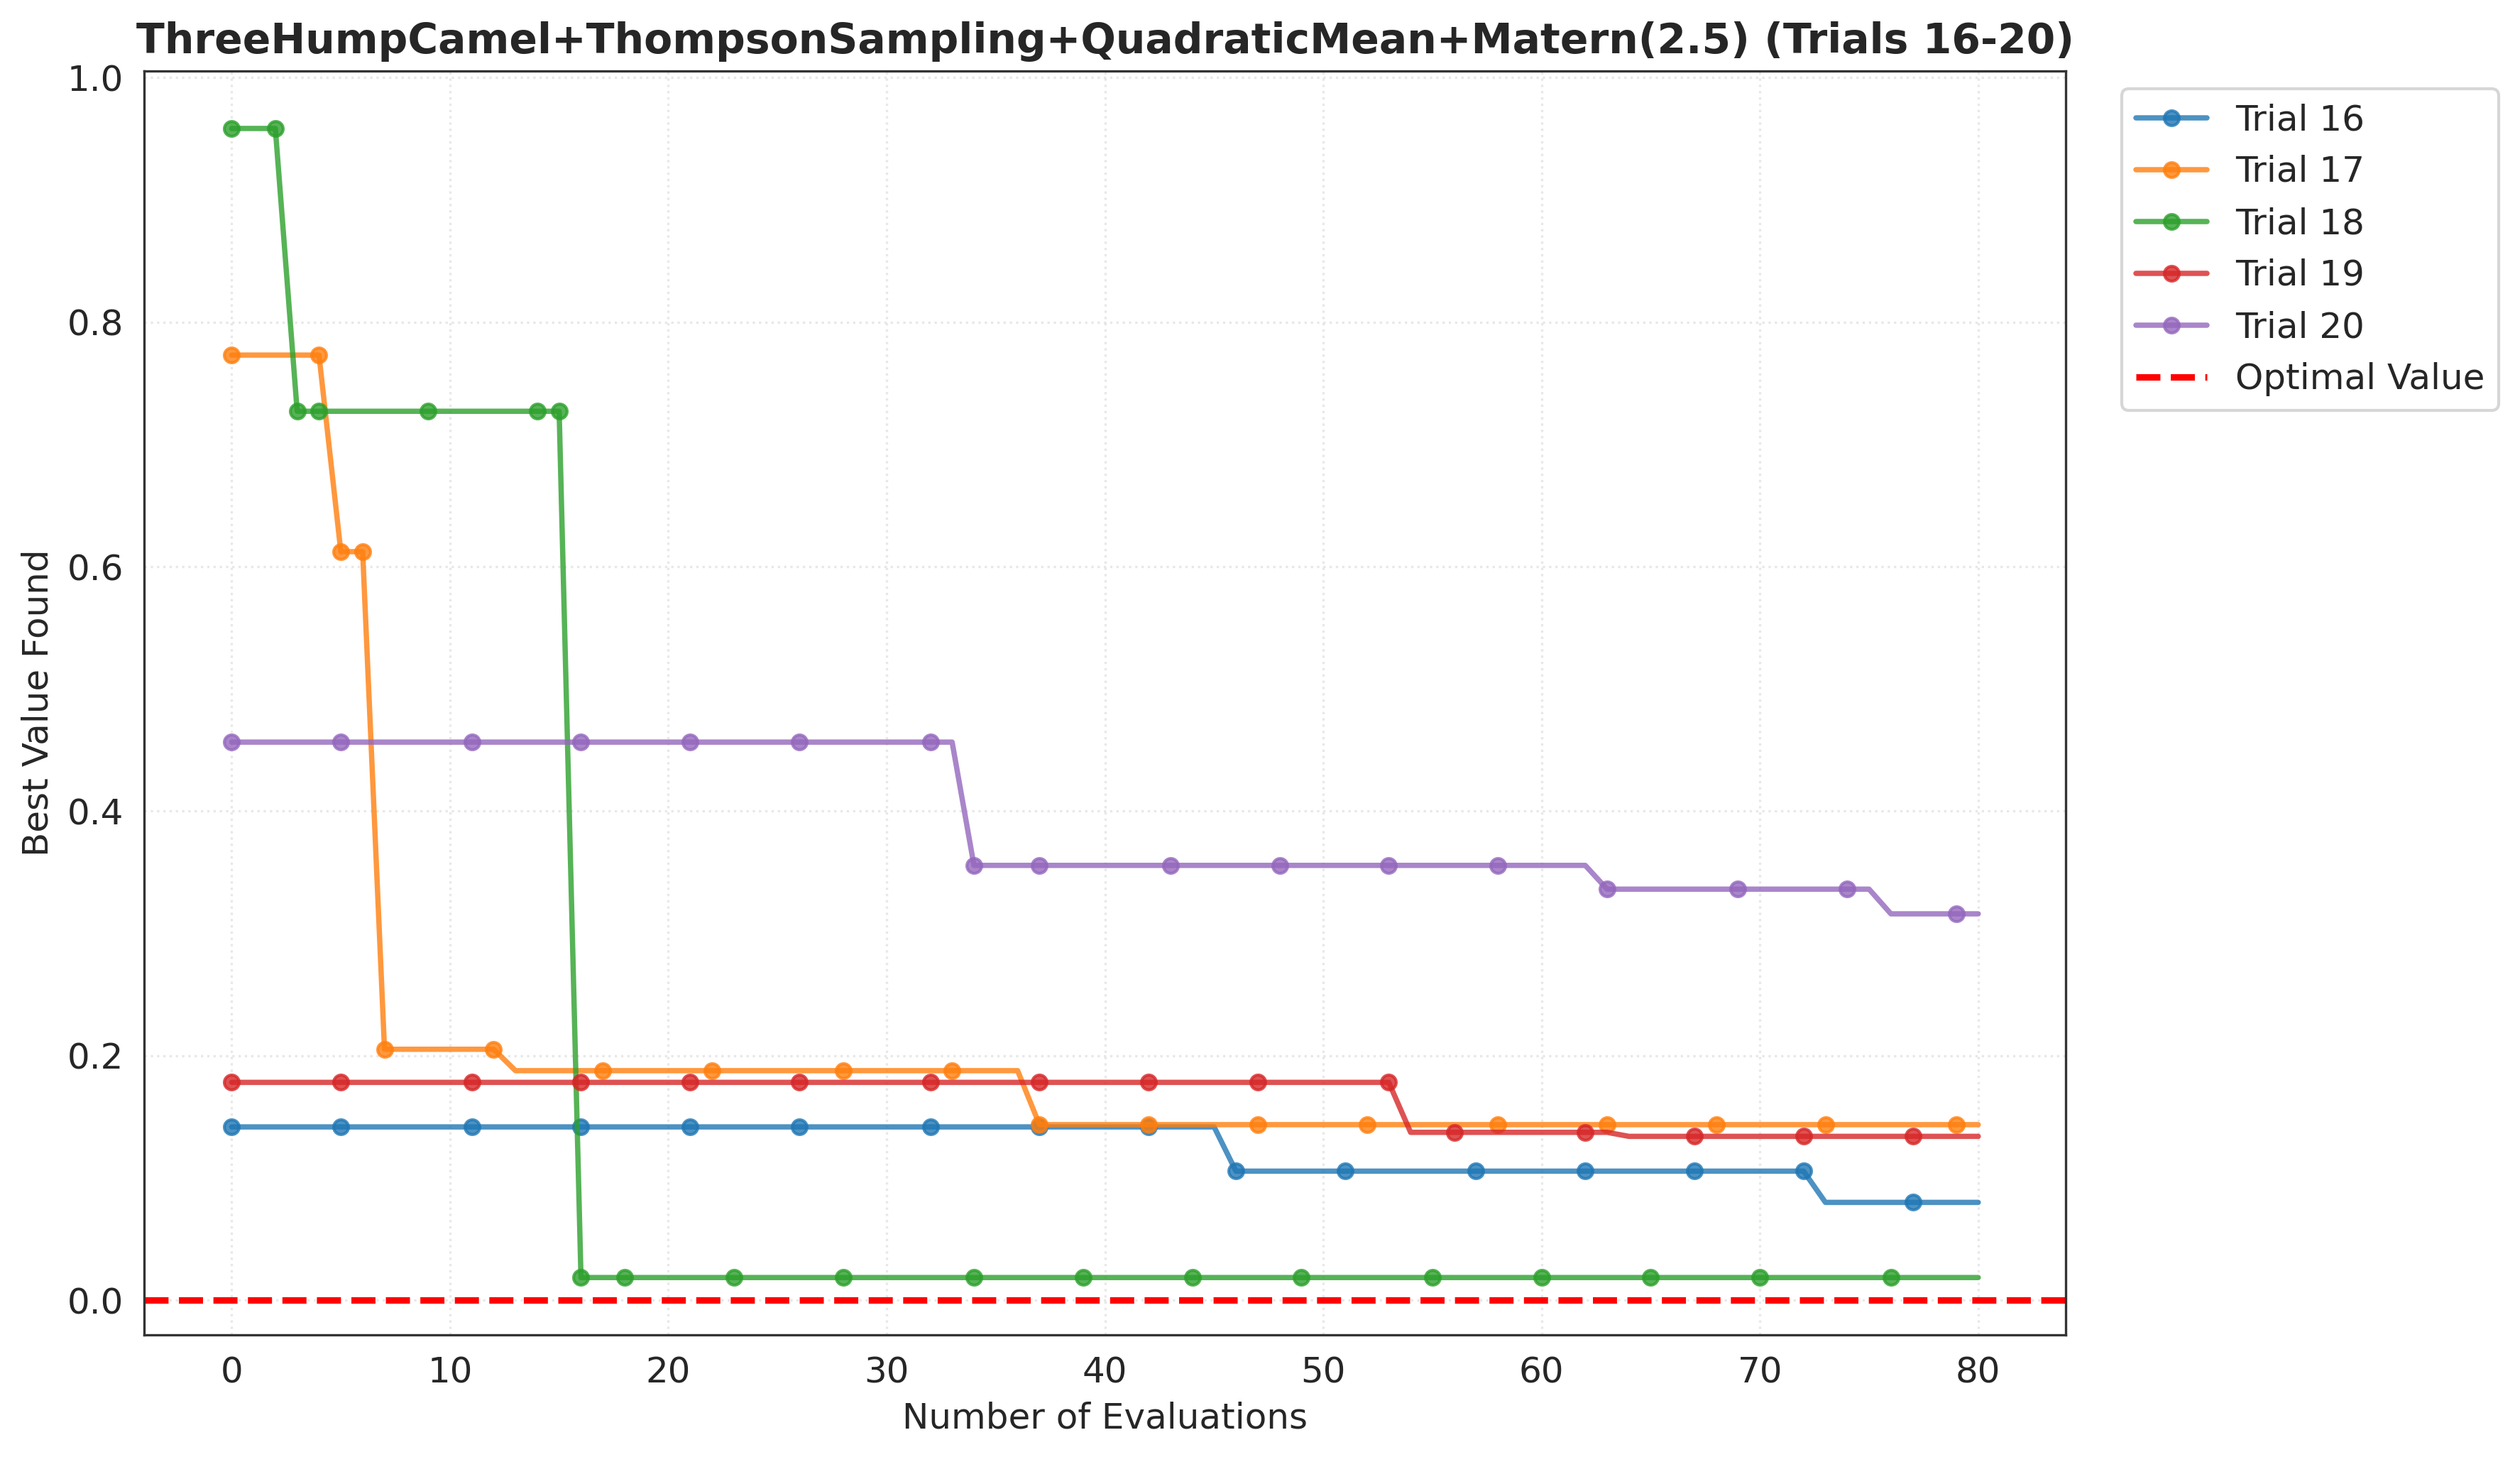 ThreeHumpCamel+ThompsonSampling+QuadraticMean+Matern(2.5) (Trials 16-20)
1.0
0.8
0.6
0.4
0.2
0.0
Best Value Found
0 10 20 30 40 50 60 70 80
Number of Evaluations
Trial 16
Trial 17
Trial 18
Trial 19
Trial 20
Optimal Value